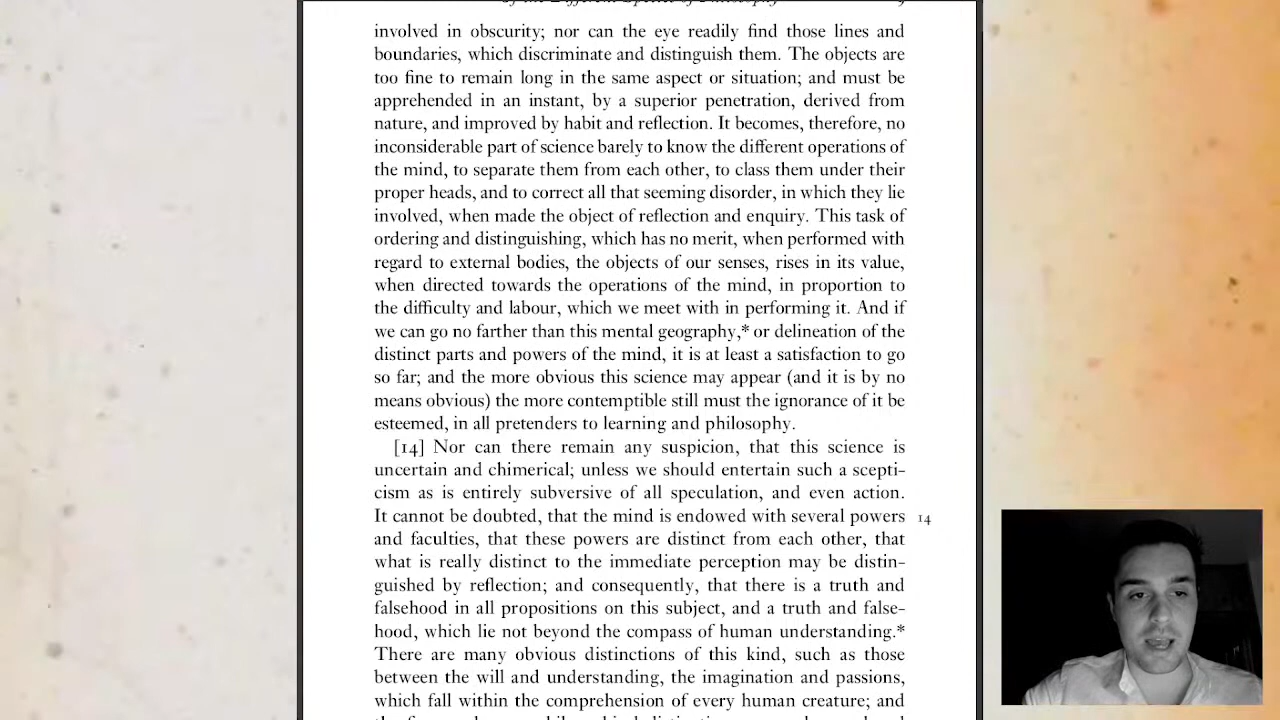 of the Different Species of Philosophy 9
involved in obscurity; nor can the eye readily find those lines and
boundaries, which discriminate and distinguish them. The objects are
too fine to remain long in the same aspect or situation; and must be
apprehended in an instant, by a superior penetration, derived from
nature, and improved by habit and reflection. It becomes, therefore, no
inconsiderable part of science barely to know the different operations of
the mind, to separate them from each other, to class them under their
proper heads, and to correct all that seeming disorder, in which they lie
involved, when made the object of reflection and enquiry. This task of
ordering and distinguishing, which has no merit, when performed with
regard to external bodies, the objects of our senses, rises in its value,
when directed towards the operations of the mind, in proportion to
the difficulty and labour, which we meet with in performing it. And if
we can go no farther than this mental geography,* or delineation of the
distinct parts and powers of the mind, it is at least a satisfaction to go
so far; and the more obvious this science may appear (and it is by no
means obvious) the more contemptible still must the ignorance of it be
esteemed, in all pretenders to learning and philosophy.
[14] Nor can there remain any suspicion, that this science is
uncertain and chimerical; unless we should entertain such a scepti-
cism as is entirely subversive of all speculation, and even action.
It cannot be doubted, that the mind is endowed with several powers 14
and faculties, that these powers are distinct from each other, that
what is really distinct to the immediate perception may be distin-
guished by reflection; and consequently, that there is a truth and
falsehood in all propositions on this subject, and a truth and false-
hood, which lie not beyond the compass of human understanding.*
There are many obvious distinctions of this kind, such as those
between the will and understanding, the imagination and passions,
which fall within the comprehension of every human creature; and